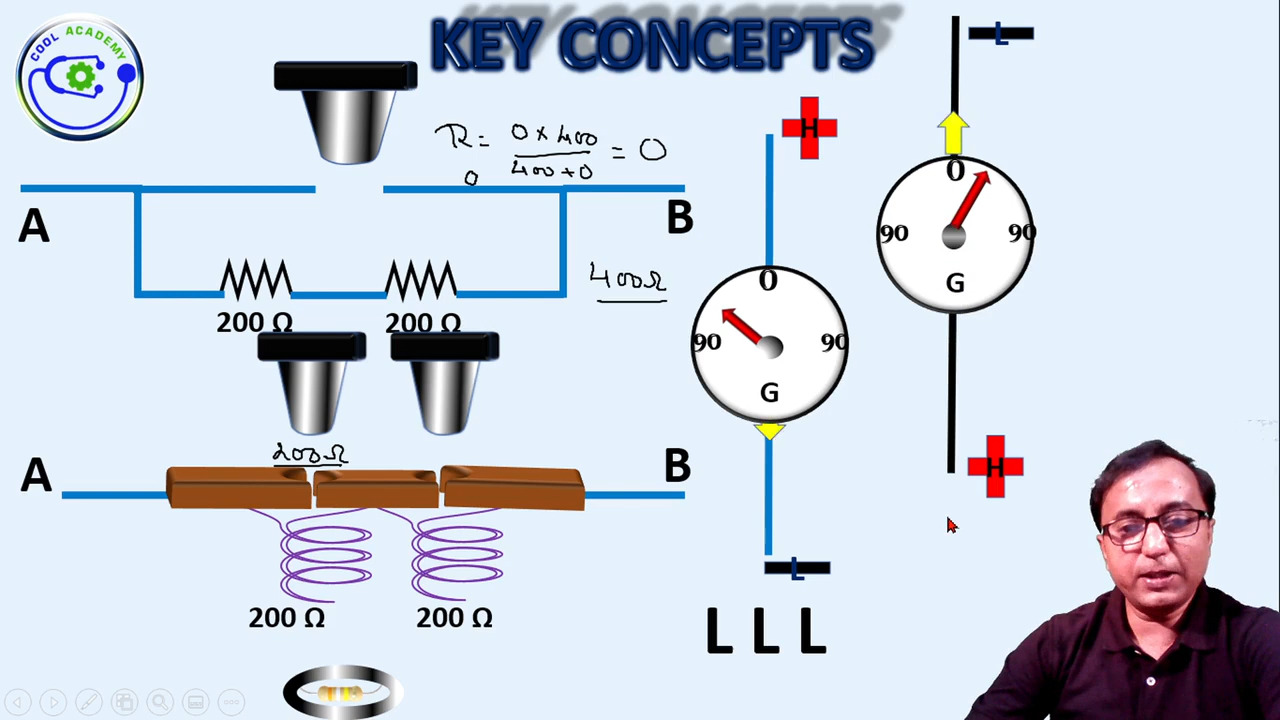 COOL ACADEMY
KEY CONCEPTS
R = 0 × 400 / 400 + 0 = 0
0
A
B
400Ω
200 Ω
200 Ω
A
200Ω
B
200 Ω
200 Ω
H
0
90
90
G
L
L L L
L
0
90
90
G
H